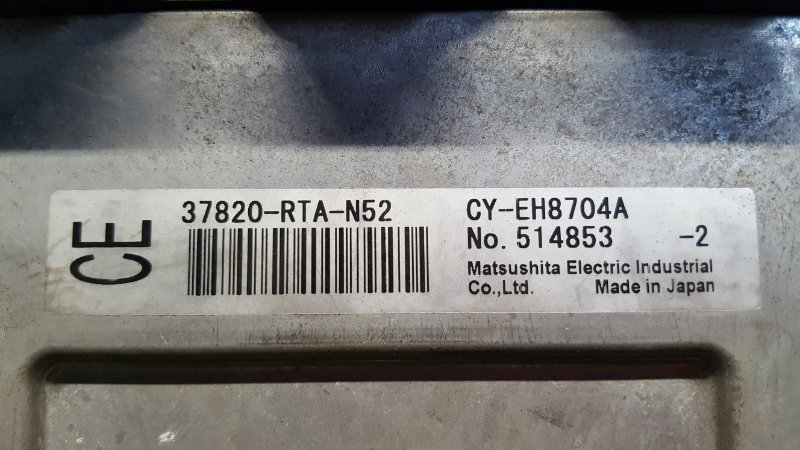 CE
37820-RTA-N52
CY-EH8704A
No. 514853 -2
Matsushita Electric Industrial
Co.,Ltd. Made in Japan